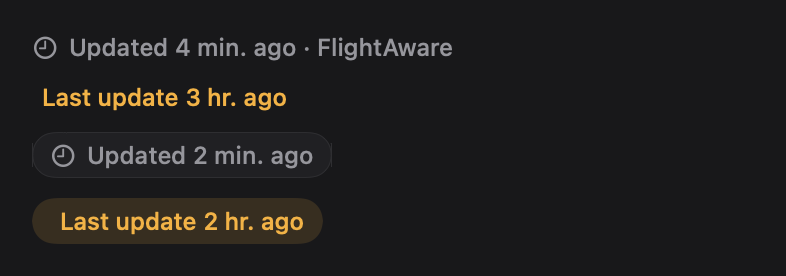 Updated 4 min. ago · FlightAware
Last update 3 hr. ago
Updated 2 min. ago
Last update 2 hr. ago